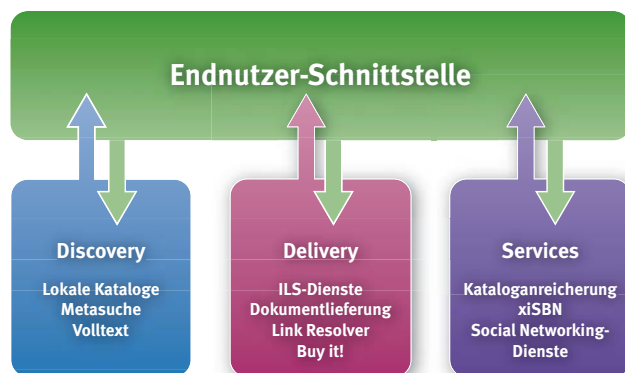 Endnutzer-Schnittstelle
Discovery
Lokale Kataloge
Metasuche
Volltext
Delivery
ILS-Dienste
Dokumentlieferung
Link Resolver
Buy it!
Services
Kataloganreicherung
xiSBN
Social Networking-
Dienste